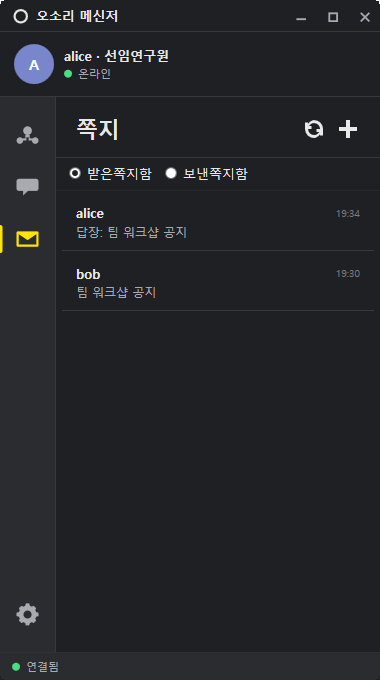 오소리 메신저
A
alice · 선임연구원
온라인
쪽지
받은쪽지함 보낸쪽지함
alice 19:34
답장: 팀 워크샵 공지
bob 19:30
팀 워크샵 공지
연결됨